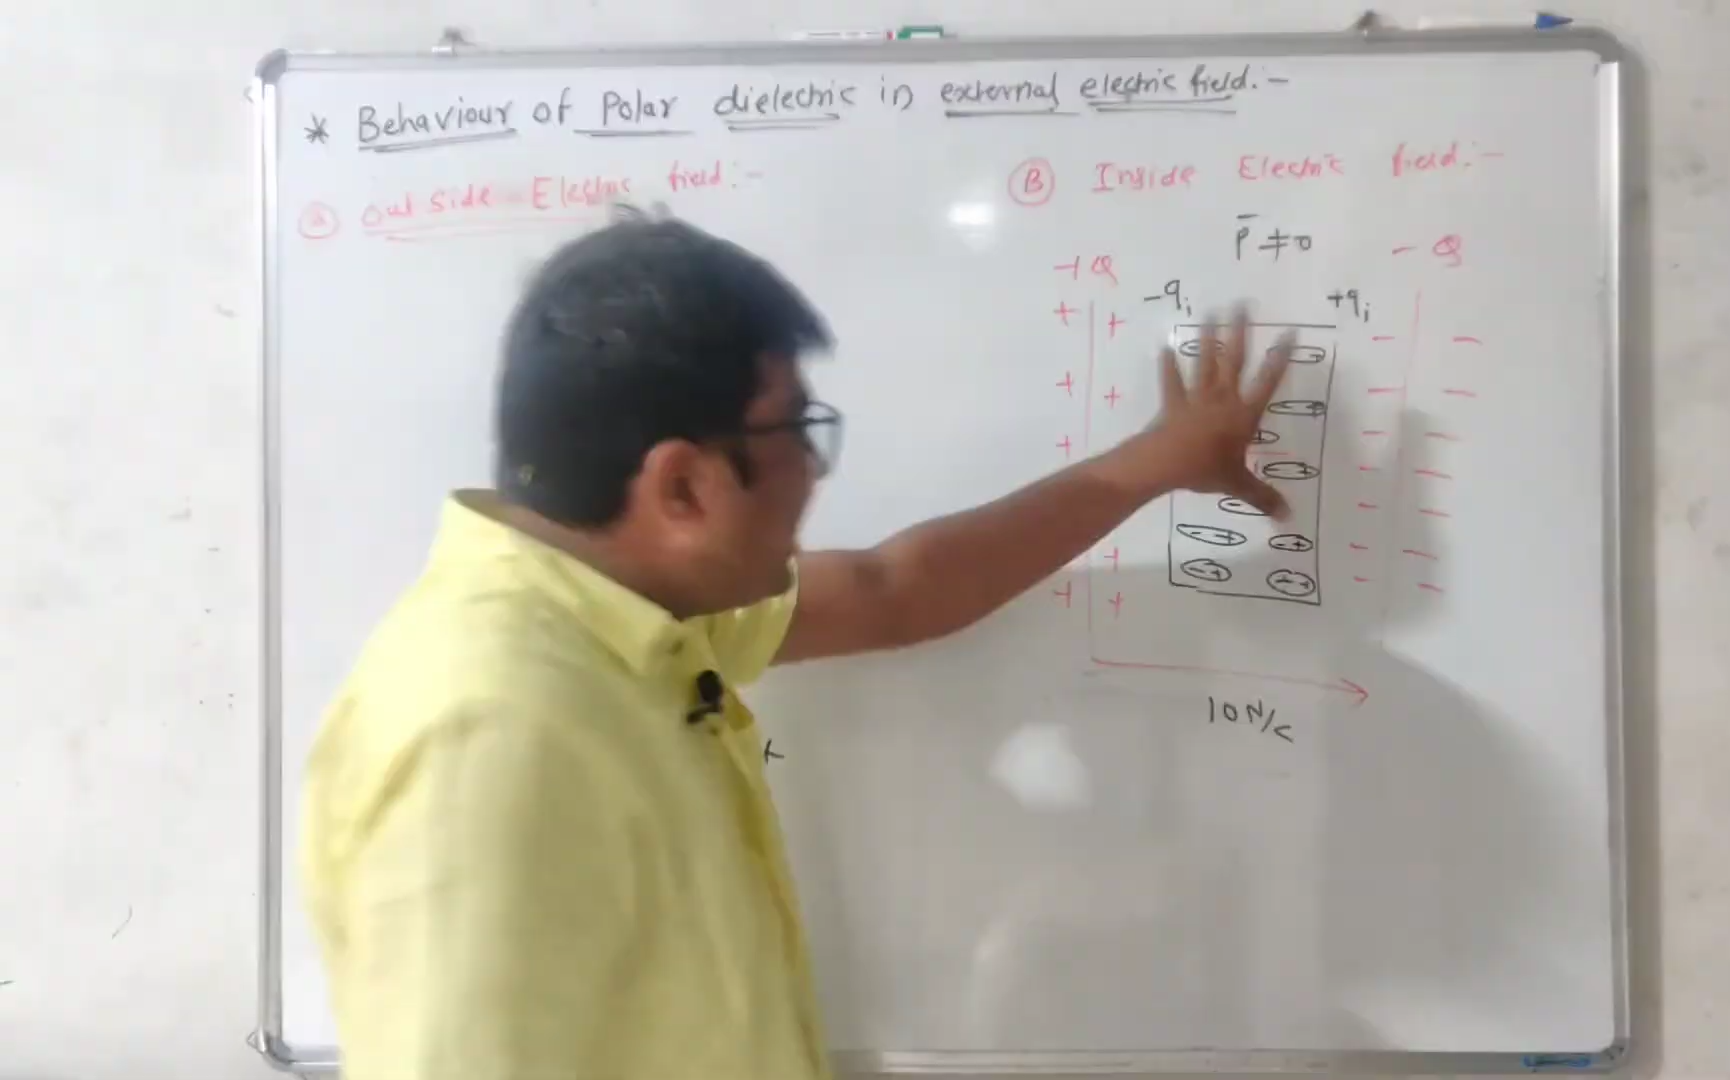 * Behaviour of Polar dielectric in external electric field:-
(a) Out side Electric field:-
(B) Inside Electric field:-
P̄ ≠ 0
+Q
- Q
-qi
+qi
10 N/C